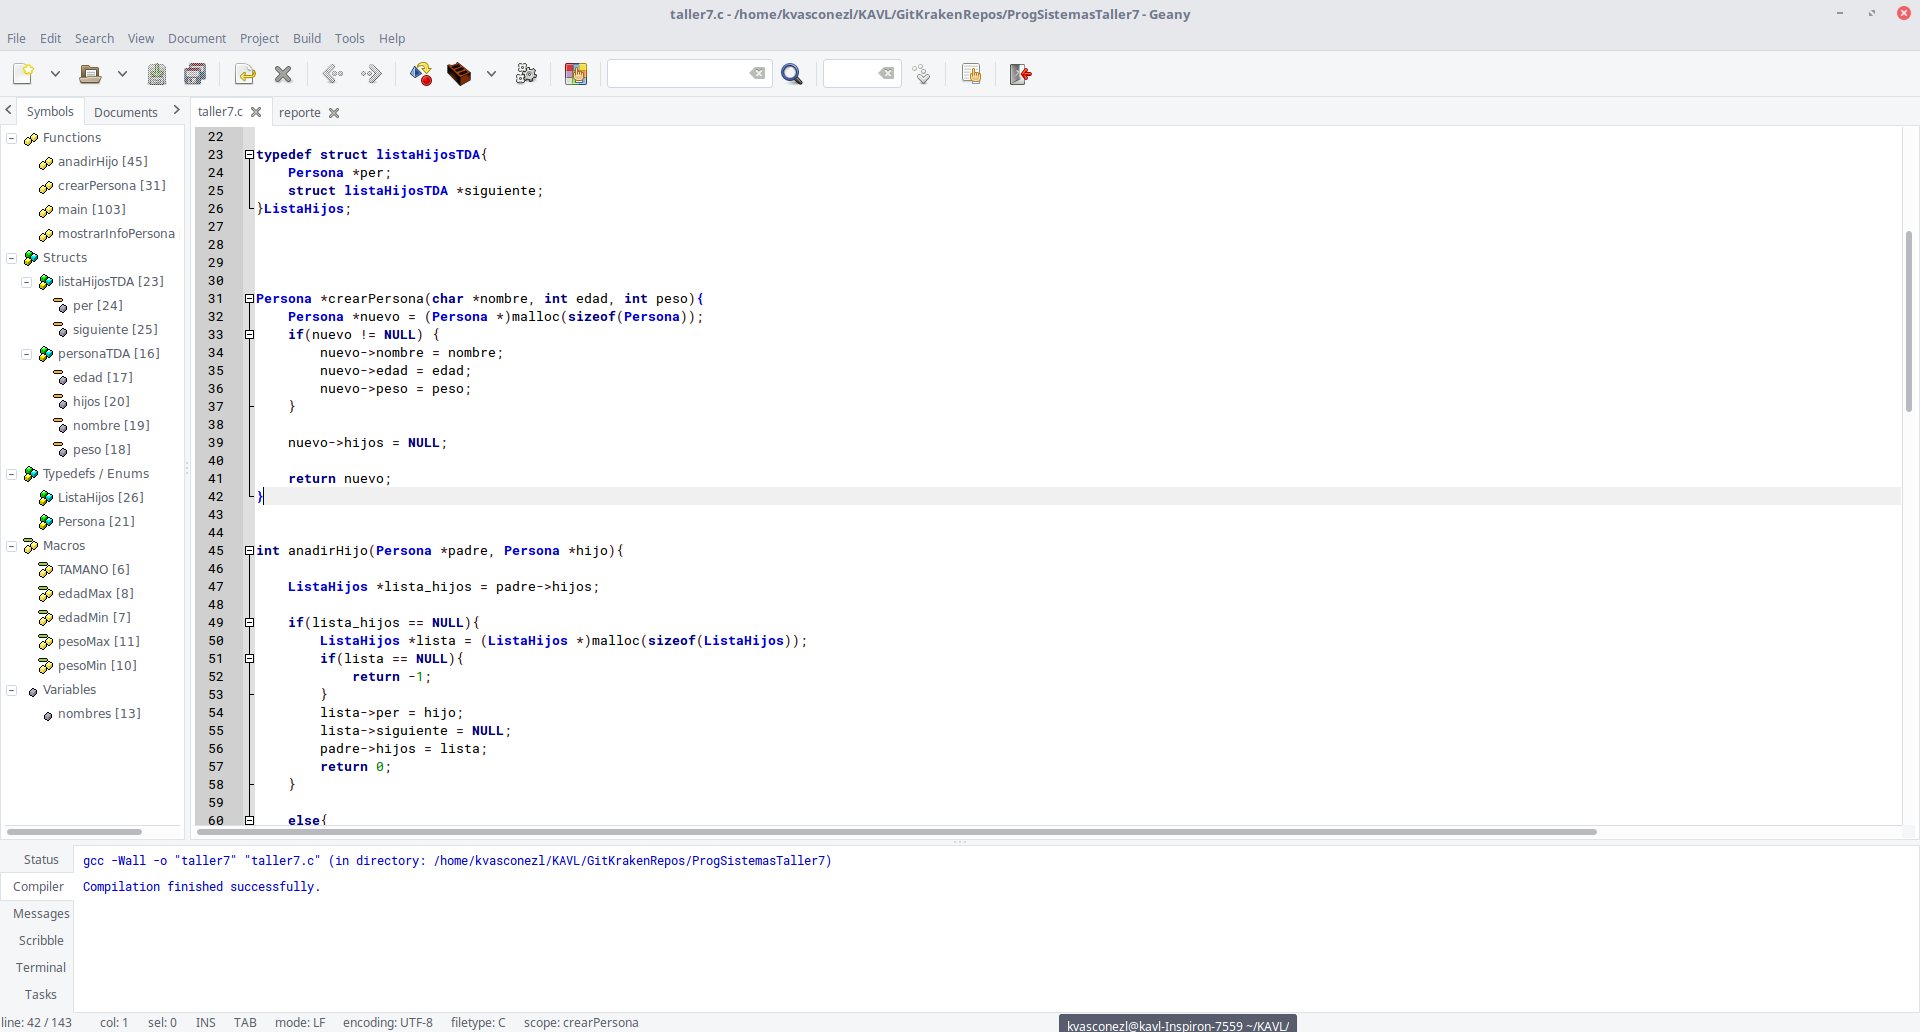 taller7.c - /home/kvasconezl/KAVL/GitKrakenRepos/ProgSistemasTaller7 - Geany
File Edit Search View Document Project Build Tools Help
Symbols Documents
taller7.c reporte
Functions
anadirHijo [45]
crearPersona [31]
main [103]
mostrarInfoPersona
Structs
listaHijosTDA [23]
per [24]
siguiente [25]
personaTDA [16]
edad [17]
hijos [20]
nombre [19]
peso [18]
Typedefs / Enums
ListaHijos [26]
Persona [21]
Macros
TAMANO [6]
edadMax [8]
edadMin [7]
pesoMax [11]
pesoMin [10]
Variables
nombres [13]
22
23 typedef struct listaHijosTDA{
24     Persona *per;
25     struct listaHijosTDA *siguiente;
26 }ListaHijos;
27
28
29
30
31 Persona *crearPersona(char *nombre, int edad, int peso){
32     Persona *nuevo = (Persona *)malloc(sizeof(Persona));
33     if(nuevo != NULL) {
34         nuevo->nombre = nombre;
35         nuevo->edad = edad;
36         nuevo->peso = peso;
37     }
38
39     nuevo->hijos = NULL;
40
41     return nuevo;
42 }
43
44
45 int anadirHijo(Persona *padre, Persona *hijo){
46
47     ListaHijos *lista_hijos = padre->hijos;
48
49     if(lista_hijos == NULL){
50         ListaHijos *lista = (ListaHijos *)malloc(sizeof(ListaHijos));
51         if(lista == NULL){
52             return -1;
53         }
54         lista->per = hijo;
55         lista->siguiente = NULL;
56         padre->hijos = lista;
57         return 0;
58     }
59
60     else{
Status
Compiler
Messages
Scribble
Terminal
Tasks
gcc -Wall -o "taller7" "taller7.c" (in directory: /home/kvasconezl/KAVL/GitKrakenRepos/ProgSistemasTaller7)
Compilation finished successfully.
line: 42 / 143 col: 1 sel: 0 INS TAB mode: LF encoding: UTF-8 filetype: C scope: crearPersona
kvasconezl@kavl-Inspiron-7559 ~/KAVL/